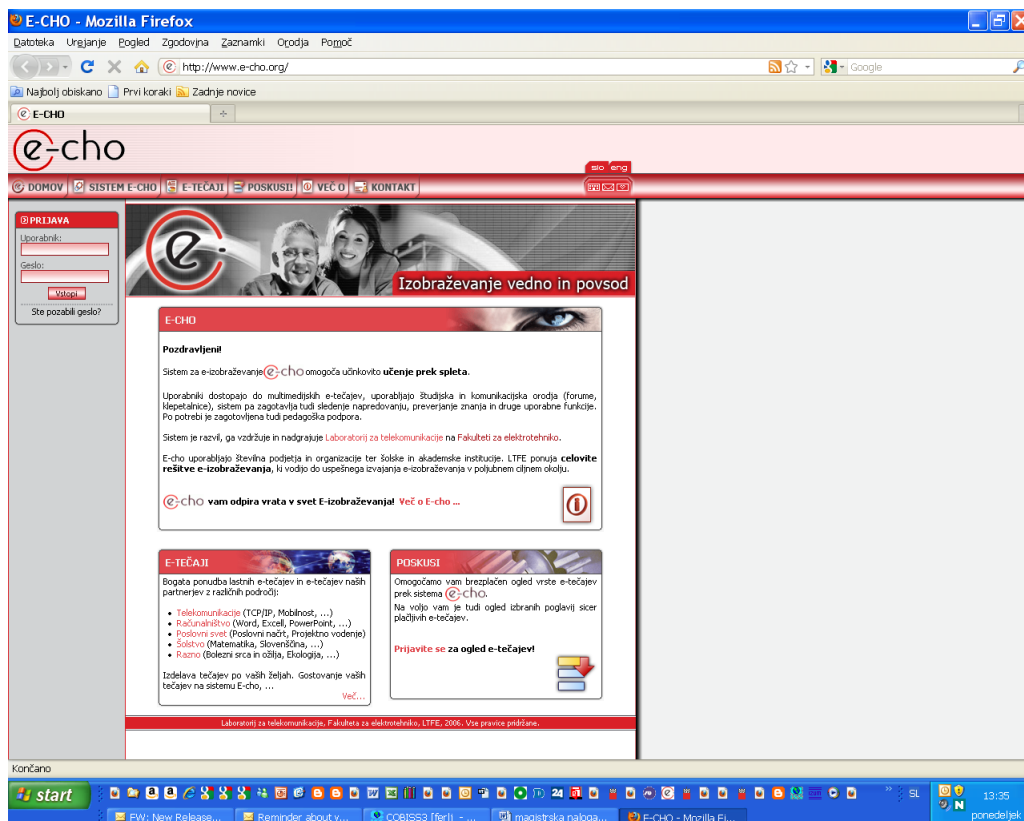 E-CHO - Mozilla Firefox
Datoteka Urejanje Pogled Zgodovina Zaznamki Orodja Pomoč
http://www.e-cho.org/
Google
Najbolj obiskano Prvi koraki Zadnje novice
E-CHO
e-cho
slo eng
DOMOV SISTEM E-CHO E-TEČAJI POSKUSI! VEČ O KONTAKT
PRIJAVA
Uporabnik:
Geslo:
Vstopi
Ste pozabili geslo?
Izobraževanje vedno in povsod
E-CHO
Pozdravljeni!
Sistem za e-izobraževanje e-cho omogoča učinkovito učenje prek spleta.
Uporabniki dostopajo do multimedijskih e-tečajev, uporabljajo študijska in komunikacijska orodja (forume,
klepetalnice), sistem pa zagotavlja tudi sledenje napredovanju, preverjanje znanja in druge uporabne funkcije.
Po potrebi je zagotovljena tudi pedagoška podpora.
Sistem je razvil, ga vzdržuje in nadgrajuje Laboratorij za telekomunikacije na Fakulteti za elektrotehniko.
E-cho uporabljajo številna podjetja in organizacije ter šolske in akademske institucije. LTFE ponuja celovite
rešitve e-izobraževanja, ki vodijo do uspešnega izvajanja e-izobraževanja v poljubnem ciljnem okolju.
e-cho vam odpira vrata v svet E-izobraževanja! Več o E-cho ...
E-TEČAJI
Bogata ponudba lastnih e-tečajev in e-tečajev naših
partnerjev z različnih področij:
Telekomunikacije (TCP/IP, Mobilnost, ...)
Računalništvo (Word, Excell, PowerPoint, ...)
Poslovni svet (Poslovni načrt, Projektno vodenje)
Šolstvo (Matematika, Slovenščina, ...)
Razno (Bolezni srca in ožilja, Ekologija, ...)
Izdelava tečajev po vaših željah. Gostovanje vaših
tečajev na sistemu E-cho, ...
Več...
POSKUSI
Omogočamo vam brezplačen ogled vrste e-tečajev
prek sistema e-cho.
Na voljo vam je tudi ogled izbranih poglavij sicer
plačljivih e-tečajev.
Prijavite se za ogled e-tečajev!
Laboratorij za telekomunikacije, Fakulteta za elektrotehniko, LTFE, 2006. Vse pravice pridržane.
Končano
start
SL
13:35
ponedeljek
FW: New Release... Reminder about v... COBISS3 [ferl) - ... magistrska naloga... E-CHO - Mozilla Fi...